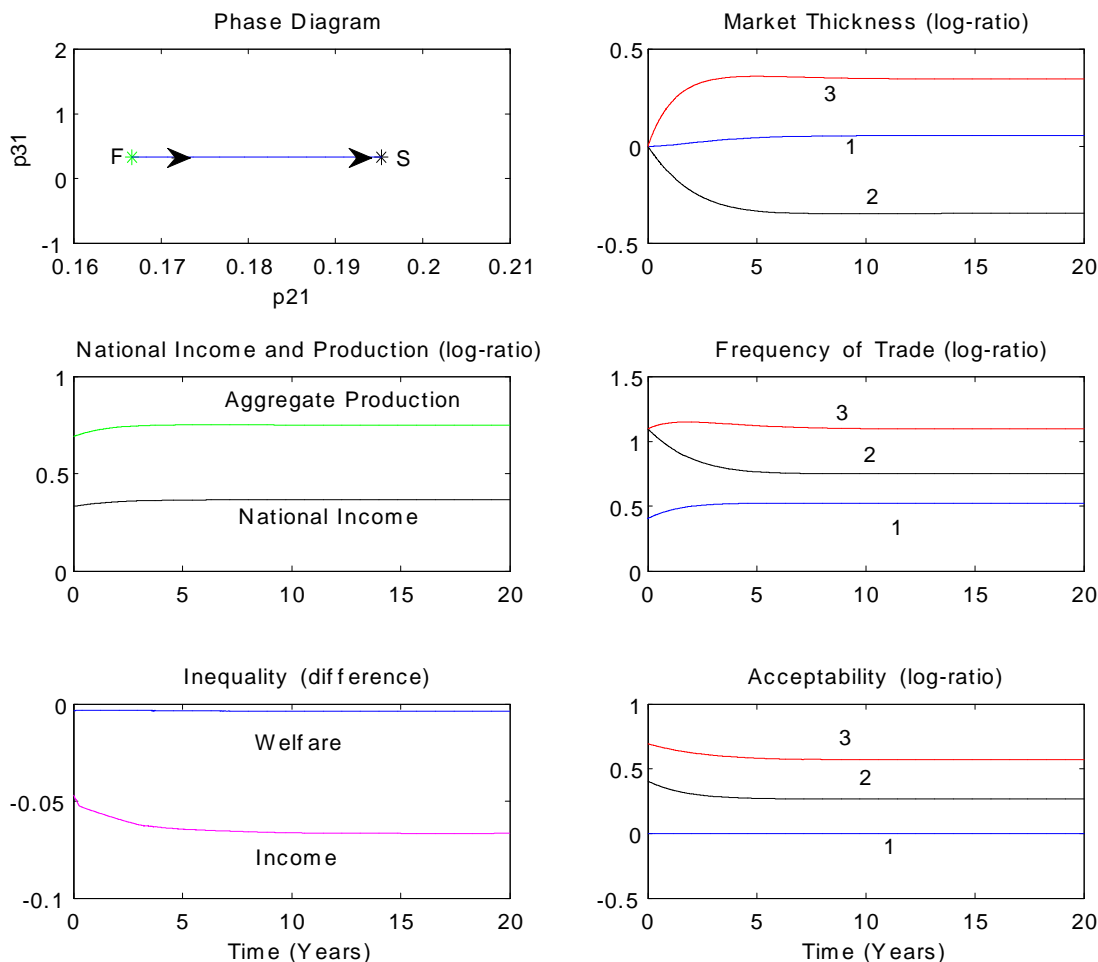 Phase Diagram
2
1
0
-1
p31
F
S
0.16 0.17 0.18 0.19 0.2 0.21
p21
Market Thickness (log-ratio)
0.5
0
-0.5
3
1
2
0 5 10 15 20
National Income and Production (log-ratio)
1
0.5
0
Aggregate Production
National Income
0 5 10 15 20
Frequency of Trade (log-ratio)
1.5
1
0.5
0
3
2
1
0 5 10 15 20
Inequality (difference)
0
-0.05
-0.1
Welfare
Income
0 5 10 15 20
Time (Years)
Acceptability (log-ratio)
1
0.5
0
-0.5
3
2
1
0 5 10 15 20
Time (Years)